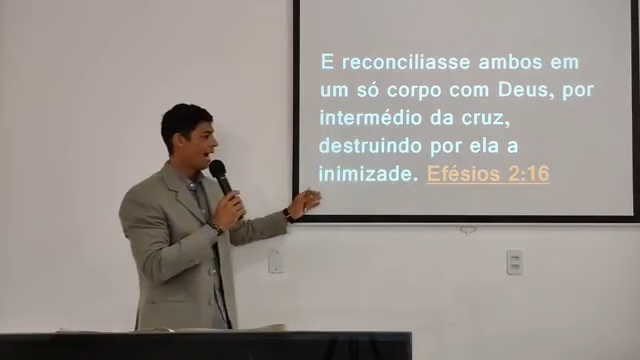 E reconciliasse ambos em
um só corpo com Deus, por
intermédio da cruz,
destruindo por ela a
inimizade. Efésios 2:16